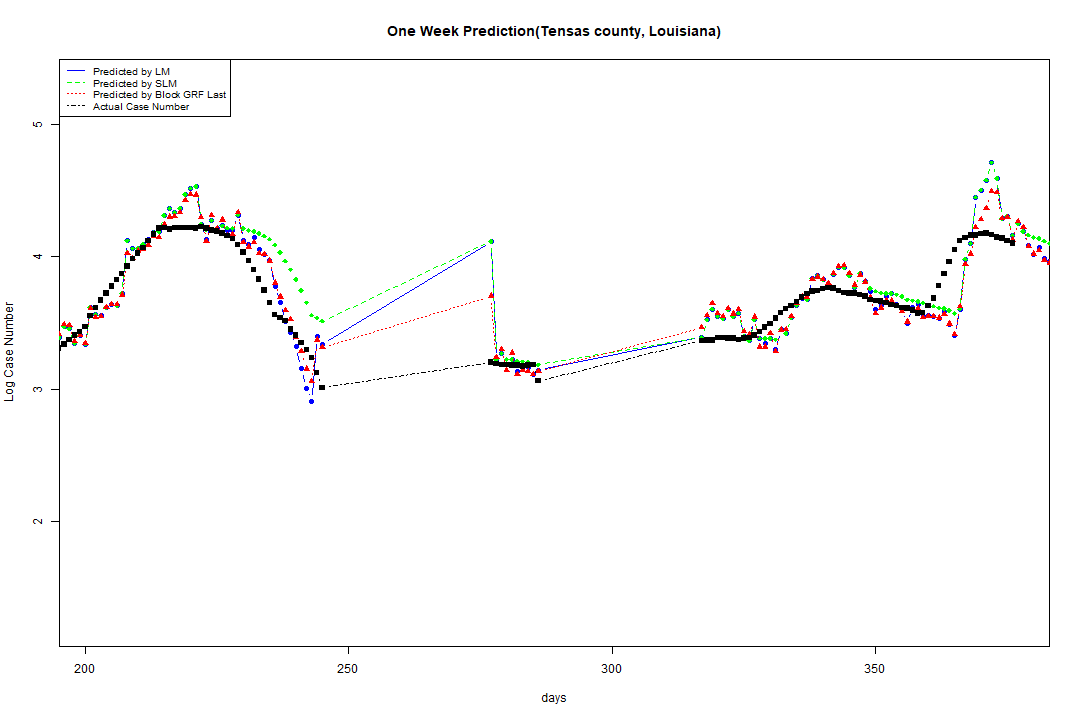 One Week Prediction(Tensas county, Louisiana)
Predicted by LM
Predicted by SLM
Predicted by Block GRF Last
Actual Case Number
5
4
3
2
Log Case Number
200 250 300 350
days